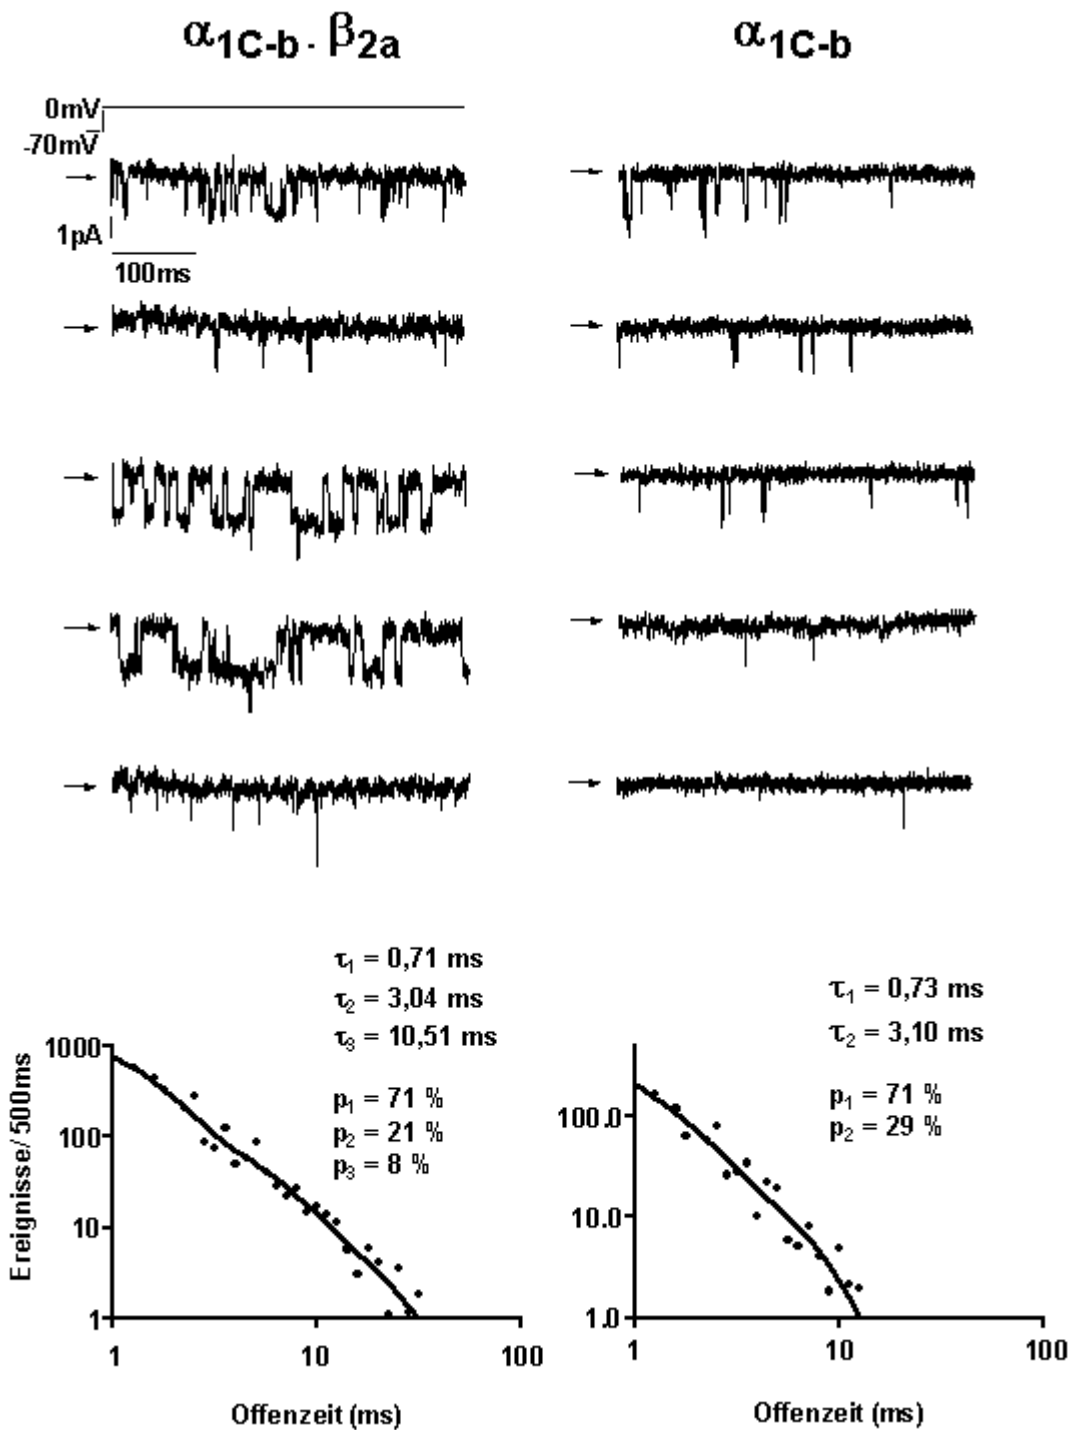 α1C-b · β2a
α1C-b
0mV
-70mV
1pA
100ms
τ1 = 0,71 ms
τ2 = 3,04 ms
τ3 = 10,51 ms
p1 = 71 %
p2 = 21 %
p3 = 8 %
τ1 = 0,73 ms
τ2 = 3,10 ms
p1 = 71 %
p2 = 29 %
Ereignisse/500ms
1000
100
10
1
1 10 100
Offenzeit (ms)
100.0
10.0
1.0
1 10 100
Offenzeit (ms)